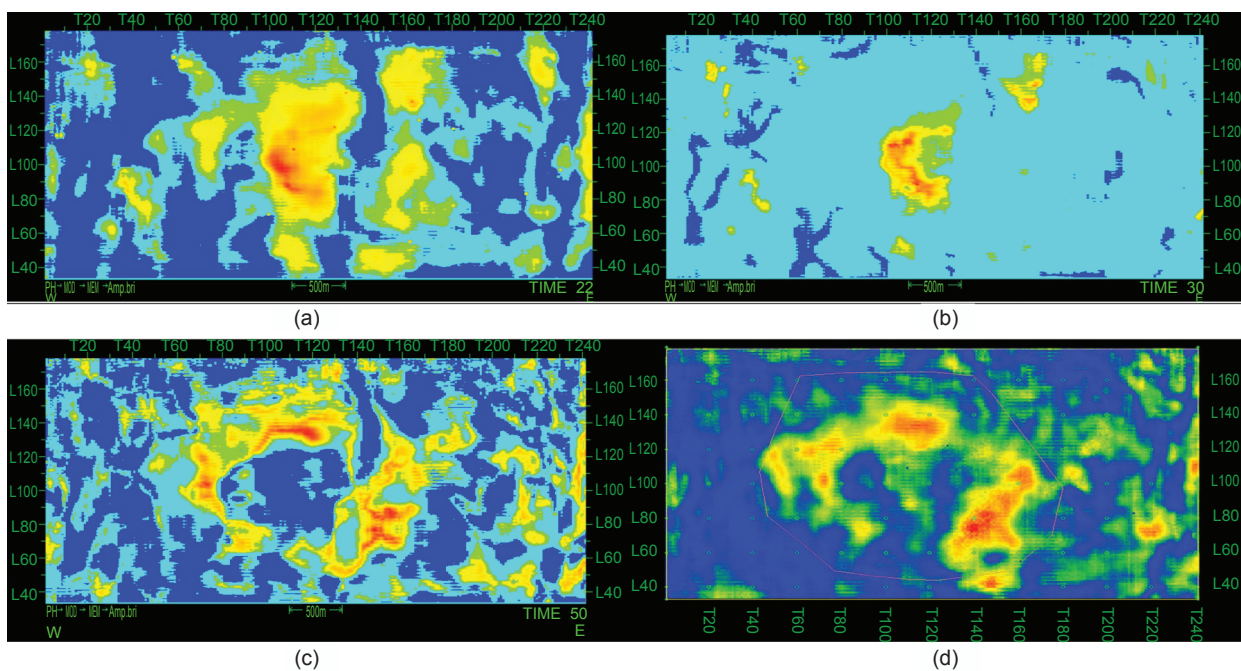 T20 T60 T80 T100 T120 T140 T160 T180 T200 T220 T240
L160 L160
L140
L120 L120
L100 L100
L80 L80
L60 L60
L40 L40
PH→MOD→MEM→Amp.bri 500m TIME 22
W E
(a)
T20 T40 T60 T80 T100 T120 T140 T160 T180 T200 T220 T240
L160 L160
L140 L140
L120 L120
L100 L100
L80 L80
L60 L60
L40 L40
PH→MOD→MEM→Amp.bri 500m TIME 30
W E
(b)
T20 T40 T60 T80 T100 T120 T140 T160 T180 T200 T220 T240
L160 L160
L140 L140
L120 L120
L100 L100
L80 L80
L60 L60
L40 L40
PH→MOD→MEM→Amp.bri 500m TIME 50
W E
(c)
L160 L160
L140 L140
L120 L120
L100 L100
L80 L80
L60 L60
L40 L40
T20 T40 T60 T80 T100 T120 T140 T160 T180 T200 T220 T240
(d)